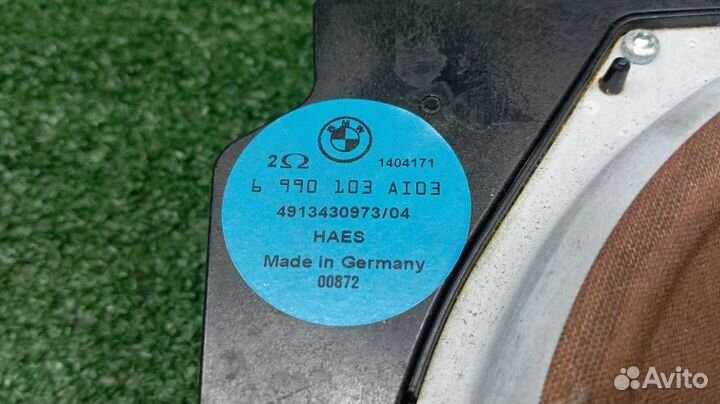 BMW
2Ω 1404171
6 990 103 AI03
4913430973/04
HAES
Made in Germany
00872
Avito